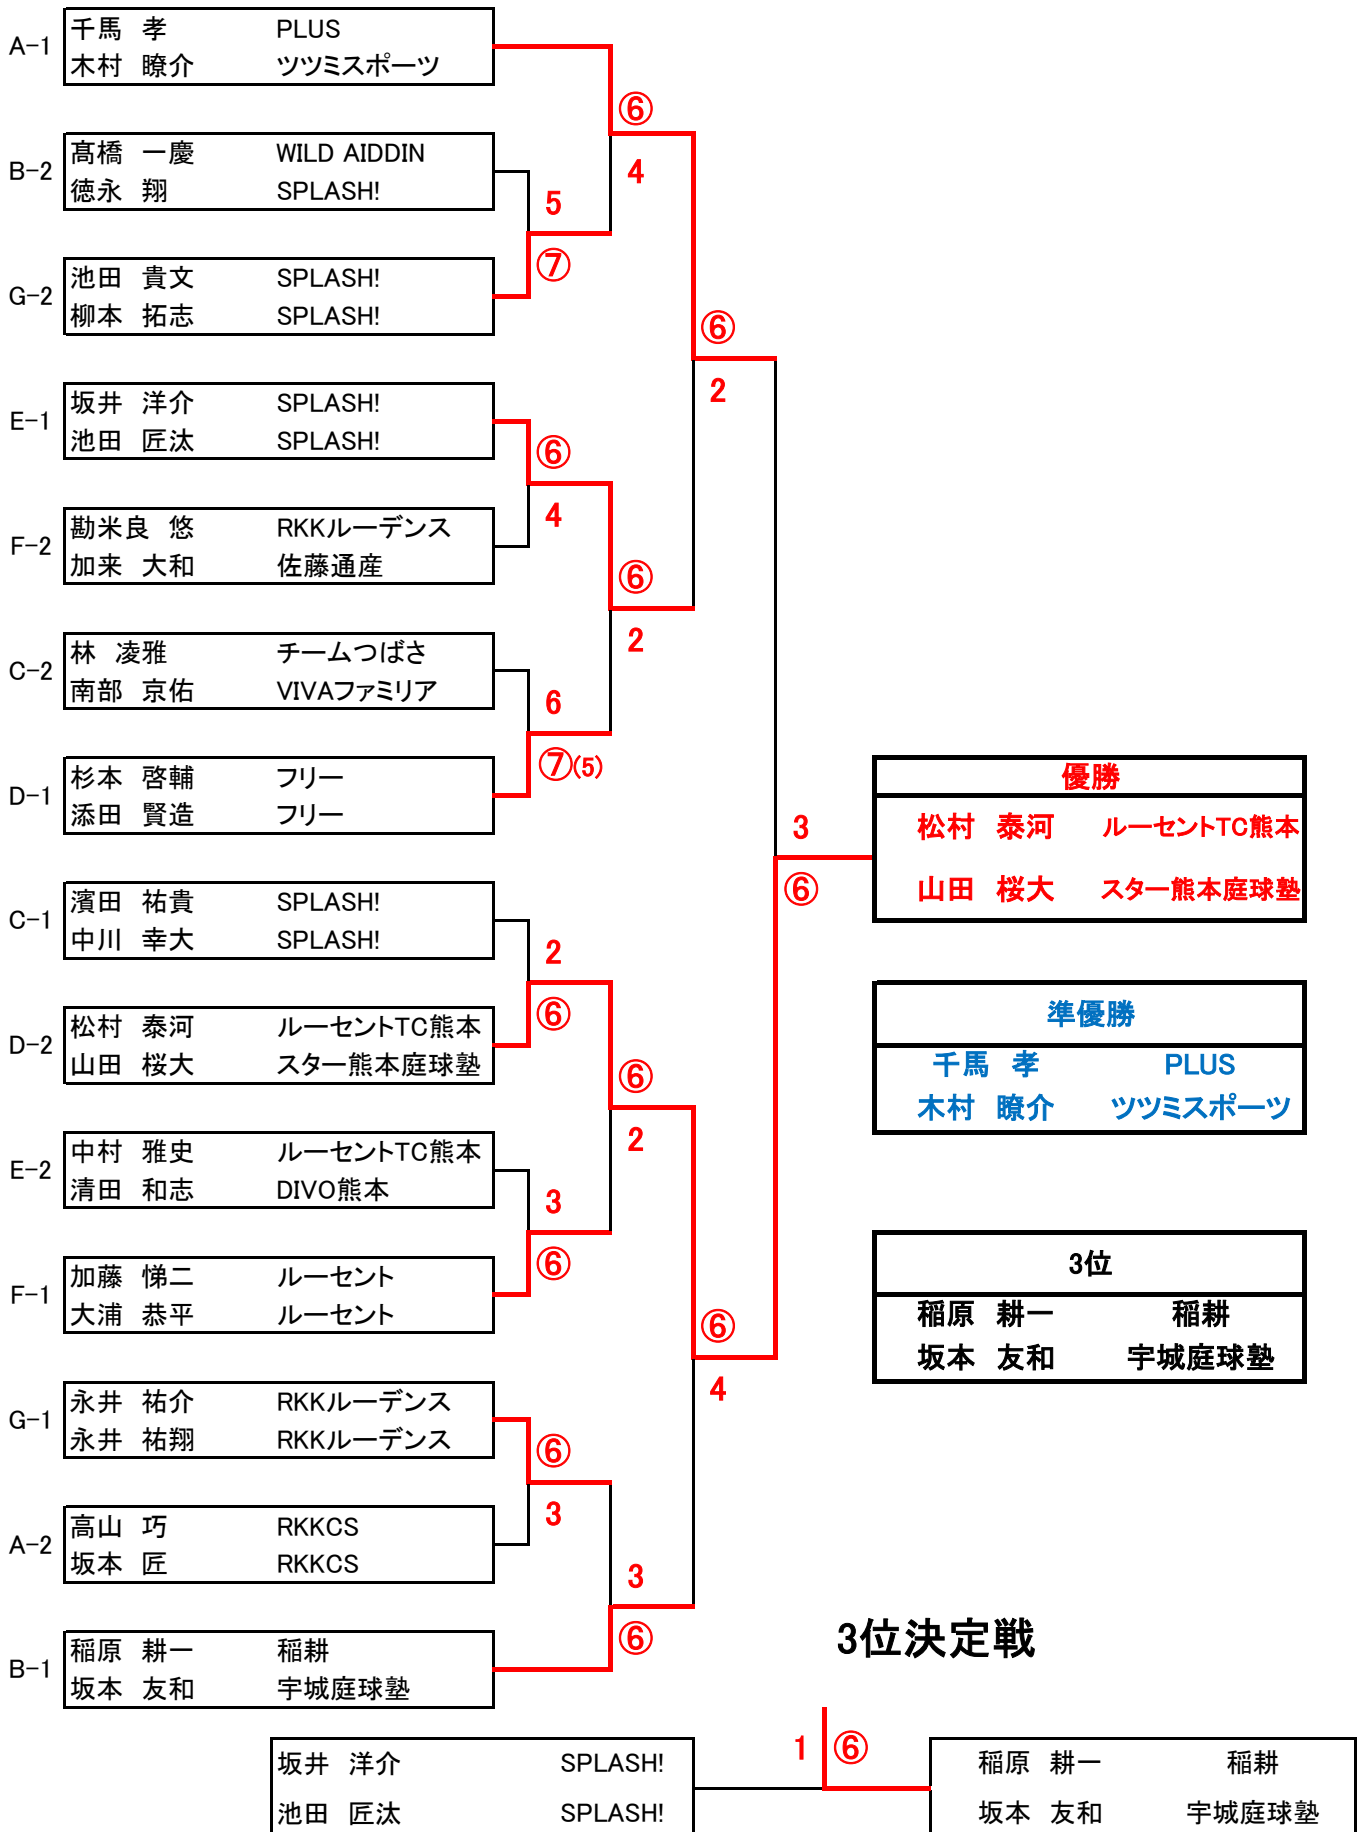 A-1 千馬 孝 PLUS
木村 瞭介 ツツミスポーツ
⑥
4
B-2 髙橋 一慶 WILD AIDDIN
徳永 翔 SPLASH!
5
⑦
G-2 池田 貴文 SPLASH!
柳本 拓志 SPLASH!
⑥
2
E-1 坂井 洋介 SPLASH!
池田 匠汰 SPLASH!
⑥
4
F-2 勘米良 悠 RKKルーデンス
加来 大和 佐藤通産
⑥
2
C-2 林 凌雅 チームつばさ
南部 京佑 VIVAファミリア
6
⑦(5)
D-1 杉本 啓輔 フリー
添田 賢造 フリー
3
⑥
優勝
松村 泰河 ルーセントTC熊本
山田 桜大 スター熊本庭球塾
C-1 濱田 祐貴 SPLASH!
中川 幸大 SPLASH!
2
⑥
D-2 松村 泰河 ルーセントTC熊本
山田 桜大 スター熊本庭球塾
⑥
2
準優勝
千馬 孝 PLUS
木村 瞭介 ツツミスポーツ
E-2 中村 雅史 ルーセントTC熊本
清田 和志 DIVO熊本
3
⑥
F-1 加藤 悌二 ルーセント
大浦 恭平 ルーセント
⑥
4
3位
稲原 耕一 稲耕
坂本 友和 宇城庭球塾
G-1 永井 祐介 RKKルーデンス
永井 祐翔 RKKルーデンス
⑥
3
A-2 高山 巧 RKKCS
坂本 匠 RKKCS
3
⑥
B-1 稲原 耕一 稲耕
坂本 友和 宇城庭球塾
3位決定戦
1 ⑥
坂井 洋介 SPLASH!
池田 匠汰 SPLASH!
稲原 耕一 稲耕
坂本 友和 宇城庭球塾